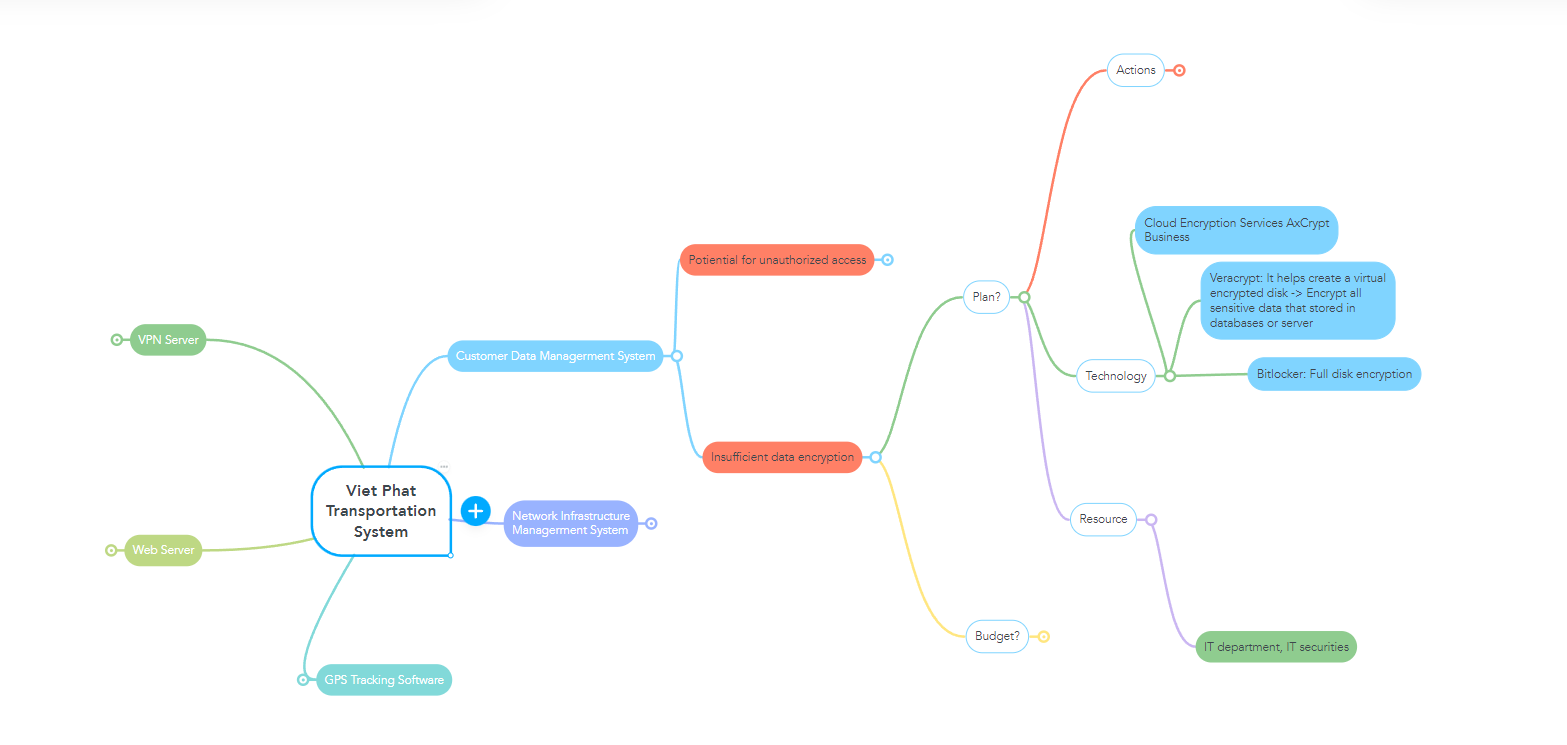 Actions
Cloud Encryption Services AxCrypt
Business
Veracrypt: It helps create a virtual
encrypted disk -> Encrypt all
sensitive data that stored in
databases or server
Potiential for unauthorized access
Plan?
VPN Server
Customer Data Managerment System
Technology
Bitlocker: Full disk encryption
Insufficient data encryption
Viet Phat
Transportation
System
Network Infrastructure
Managerment System
Resource
Web Server
Budget?
IT department, IT securities
GPS Tracking Software